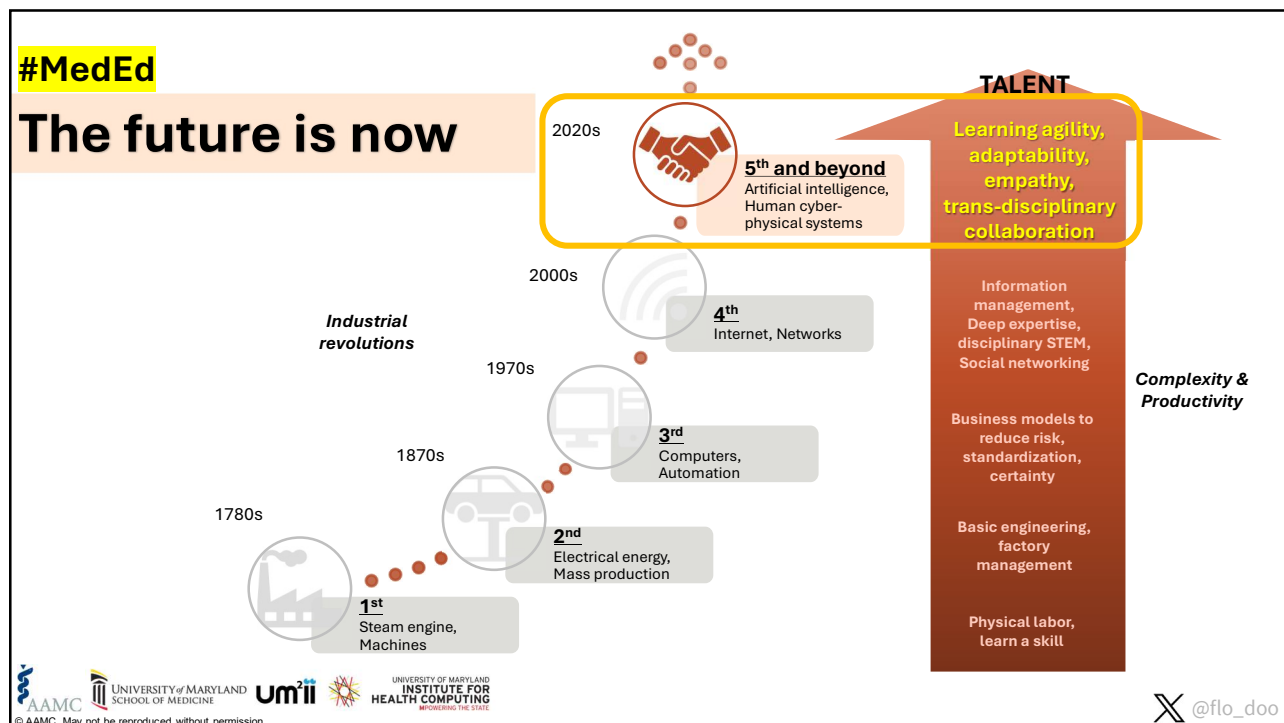 #MedEd
The future is now
2020s
5th and beyond
Artificial intelligence,
Human cyber-
physical systems
2000s
4th
Internet, Networks
Industrial
revolutions
1970s
3rd
Computers,
Automation
1870s
2nd
Electrical energy,
Mass production
1780s
1st
Steam engine,
Machines
TALENT
Learning agility,
adaptability,
empathy,
trans-disciplinary
collaboration
Information
management,
Deep expertise,
disciplinary STEM,
Social networking
Business models to
reduce risk,
standardization,
certainty
Basic engineering,
factory
management
Physical labor,
learn a skill
Complexity &
Productivity
AAMC
UNIVERSITY of MARYLAND
SCHOOL OF MEDICINE
um2ii
UNIVERSITY OF MARYLAND
INSTITUTE FOR
HEALTH COMPUTING
MPOWERING THE STATE
© AAMC. May not be reproduced without permission.
@flo_doo